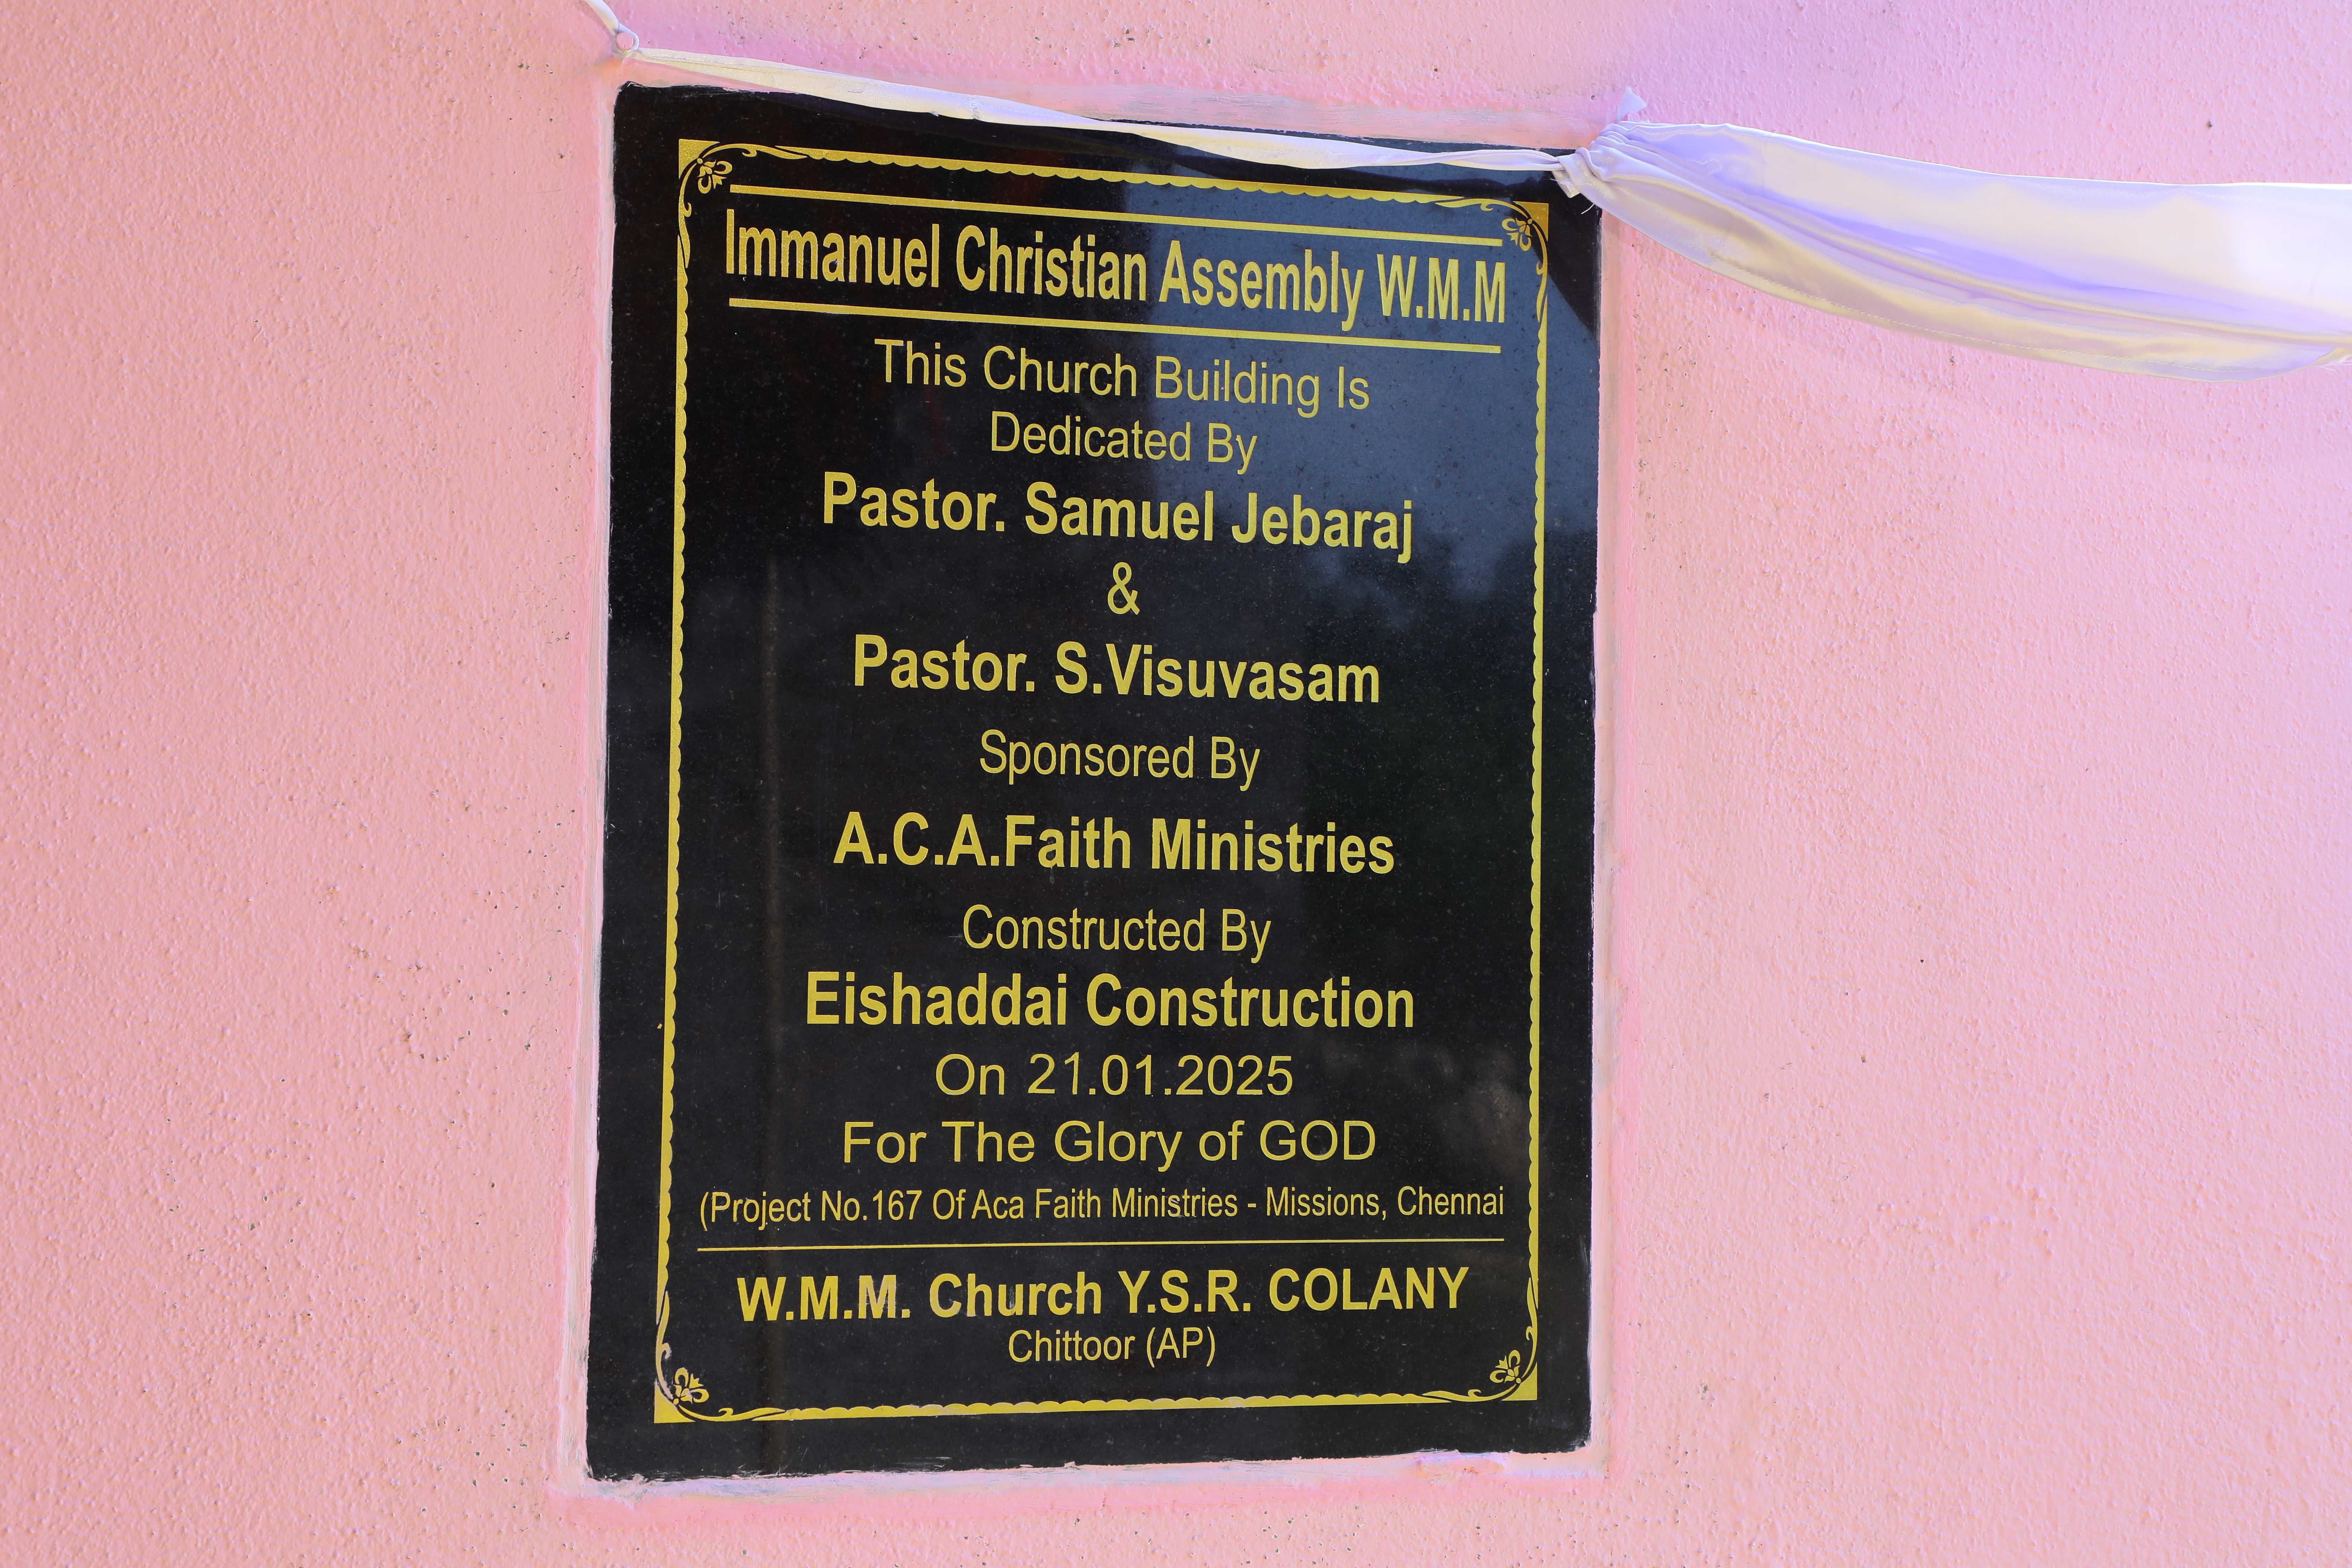 Immanuel Christian Assembly W.M.M
This Church Building Is
Dedicated By
Pastor. Samuel Jebaraj
&
Pastor. S.Visuvasam
Sponsored By
A.C.A.Faith Ministries
Constructed By
Eishaddai Construction
On 21.01.2025
For The Glory of GOD
(Project No.167 Of Aca Faith Ministries - Missions, Chennai
W.M.M. Church Y.S.R. COLANY
Chittoor (AP)